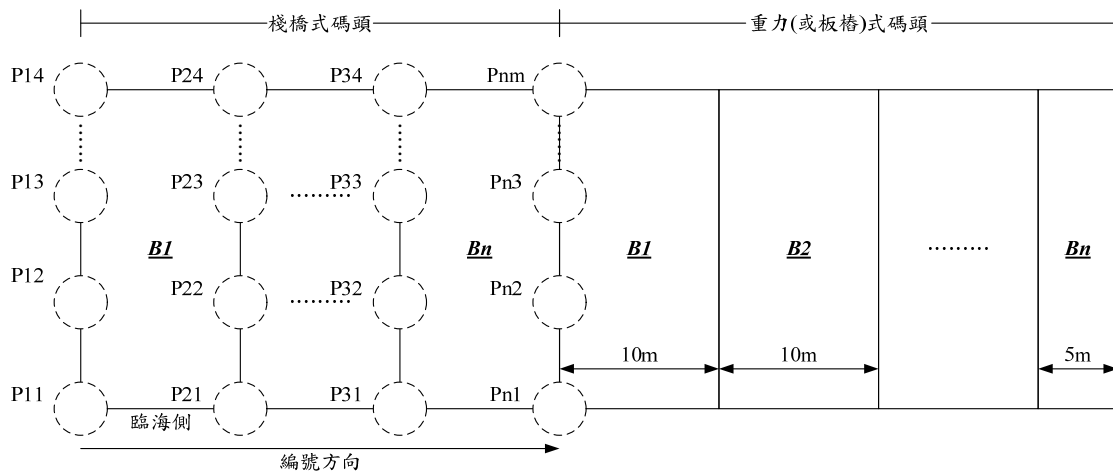 棧橋式碼頭 重力(或板樁)式碼頭
P14 P24 P34 Pnm
P13 P23 P33 Pn3
B1 Bn B1 B2 Bn
P12 P22 P32 Pn2
10m 10m 5m
P11 P21 P31 Pn1
臨海側
編號方向